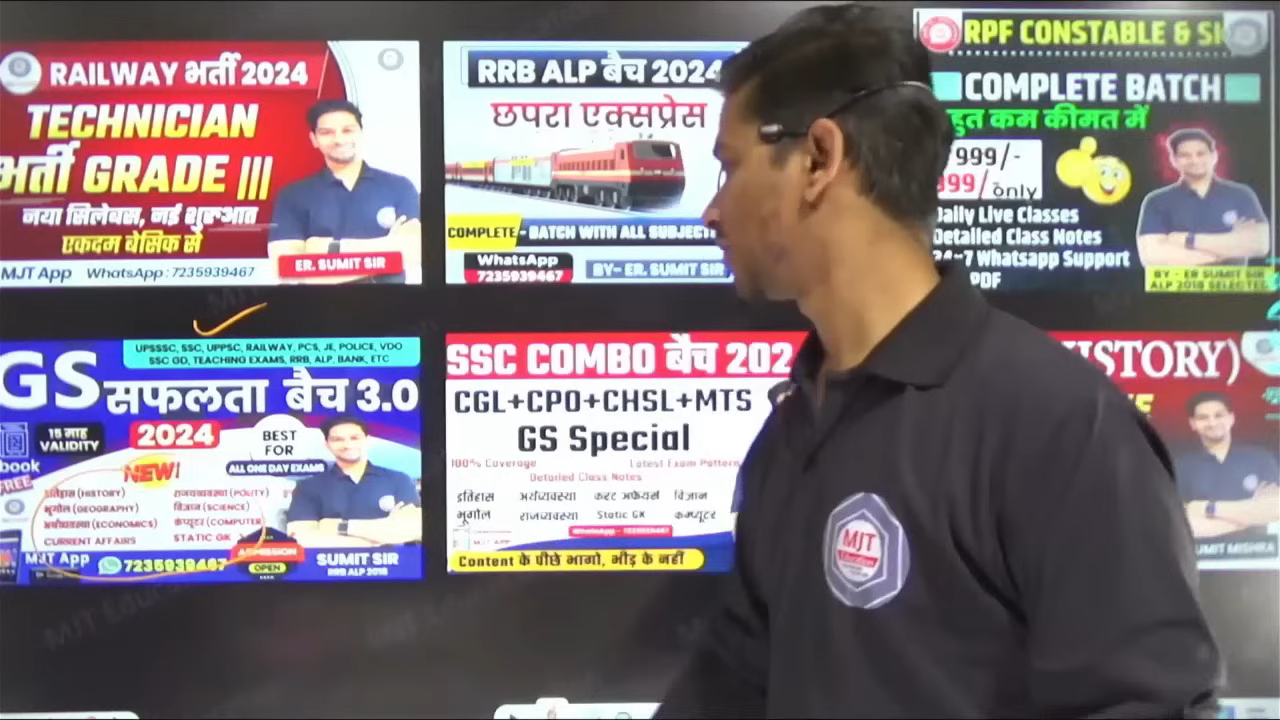 RAILWAY भर्ती 2024
TECHNICIAN
भर्ती GRADE III
नया सिलेबस, नई शुरुआत
एकदम बेसिक से
MJT App WhatsApp : 7235939467
ER. SUMIT SIR
RRB ALP बैच 2024
छपरा एक्सप्रेस
COMPLETE - BATCH WITH ALL SUBJECT
WhatsApp
7235939467
BY- ER. SUMIT SIR
RPF CONSTABLE &
COMPLETE BATCH
बहुत कम कीमत में
999/-
999/- only
Daily Live Classes
Detailed Class Notes
24×7 Whatsapp Support
PDF
BY - ER SUMIT SIR
ALP 2018 SELECTED
UPSSSC, SSC, UPPSC, RAILWAY, PCS, JE, POLICE, VDO
SSC GD, TEACHING EXAMS, RRB, ALP, BANK, ETC
GS सफलता बैच 3.0
15 माह
VALIDITY
2024
BEST
FOR
ALL ONE DAY EXAMS
book
FREE
NEW!
इतिहास (HISTORY) राजव्यवस्था (POLITY)
भूगोल (GEOGRAPHY) विज्ञान (SCIENCE)
अर्थव्यवस्था (ECONOMICS) कंप्यूटर (COMPUTER
CURRENT AFFAIRS STATIC GK
ADMISSION
OPEN
MJT App 7235939467
SUMIT SIR
RRB ALP 2018
SSC COMBO बैच 202
CGL+CPO+CHSL+MTS
GS Special
100% Coverage Latest Exam Pattern
Detailed Class Notes
इतिहास अर्थव्यवस्था करंट अफेयर्स विज्ञान
भूगोल राजव्यवस्था Static GK कम्प्यूटर
WhatsApp - 7235939467
Content के पीछे भागो, भीड़ के नहीं
HISTORY)
SUMIT MISHRA
MJT
Education